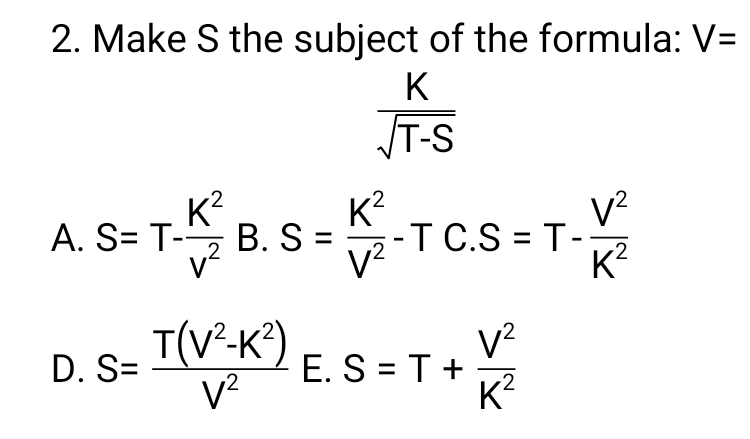 2. Make S the subject of the formula: V=
K
√T-S
A. S= T-K²/v² B. S = K²/V² -T C.S = T- V²/K²
D. S= T(V²-K²)/V² E. S = T + V²/K²